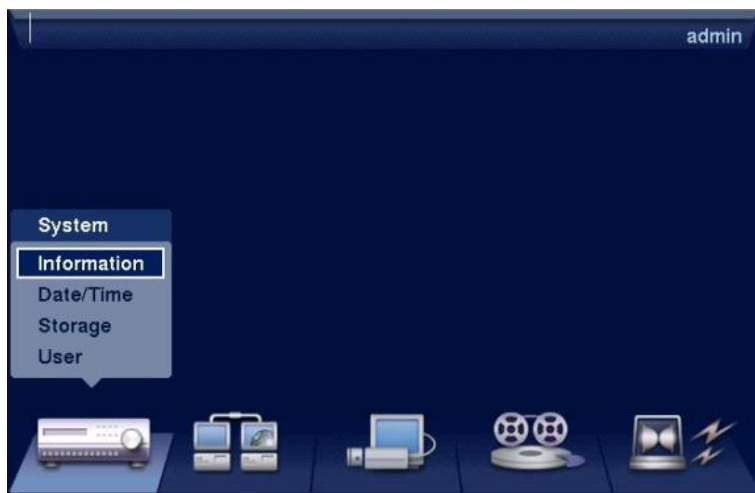 admin
System
Information
Date/Time
Storage
User